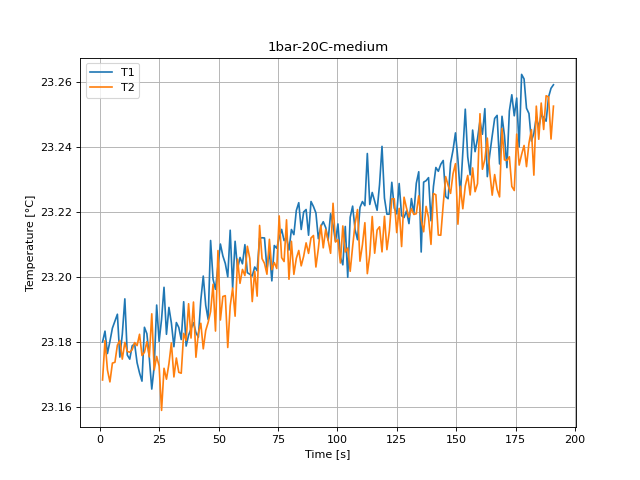 1bar-20C-medium
T1
T2
23.26
23.24
23.22
23.20
23.18
23.16
Temperature [°C]
0 25 50 75 100 125 150 175 200
Time [s]